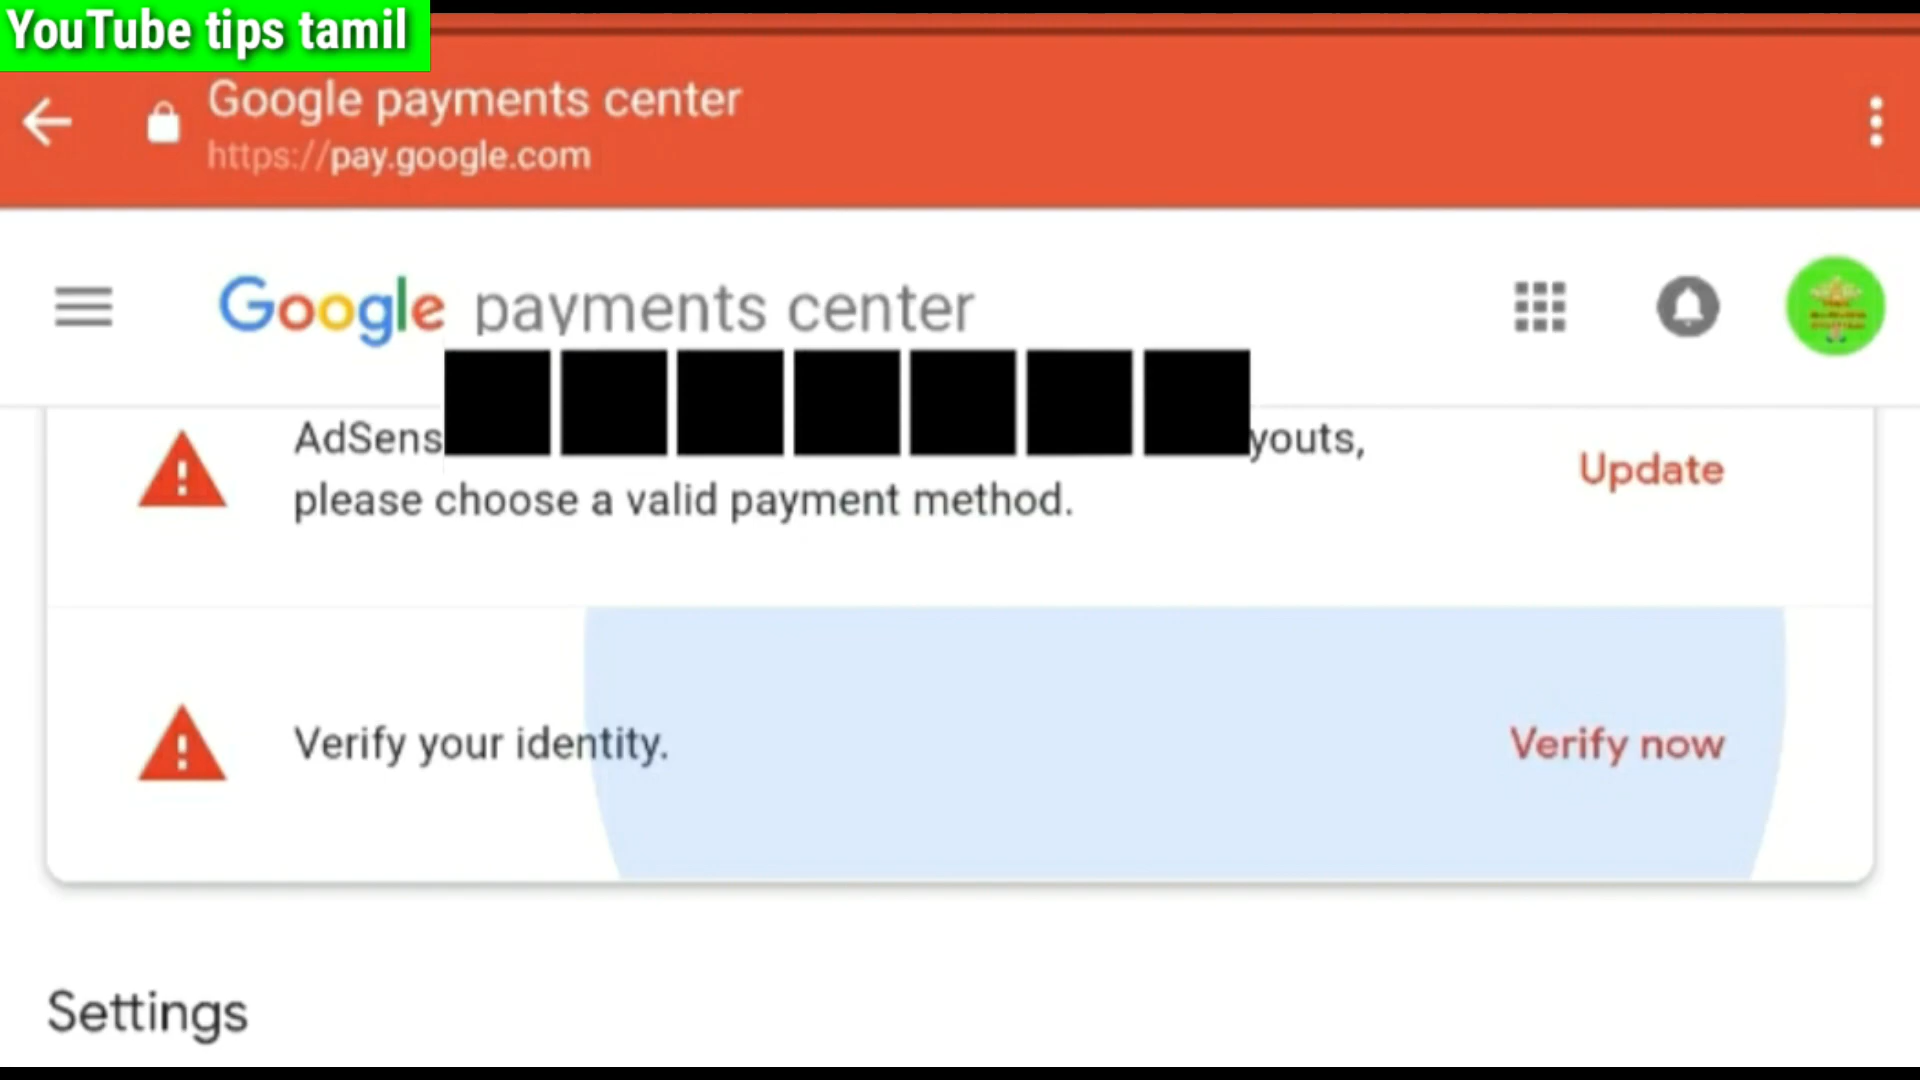 YouTube tips tamil
Google payments center
https://pay.google.com
Google payments center
AdSens youts,
please choose a valid payment method.
Update
Verify your identity.
Verify now
Settings